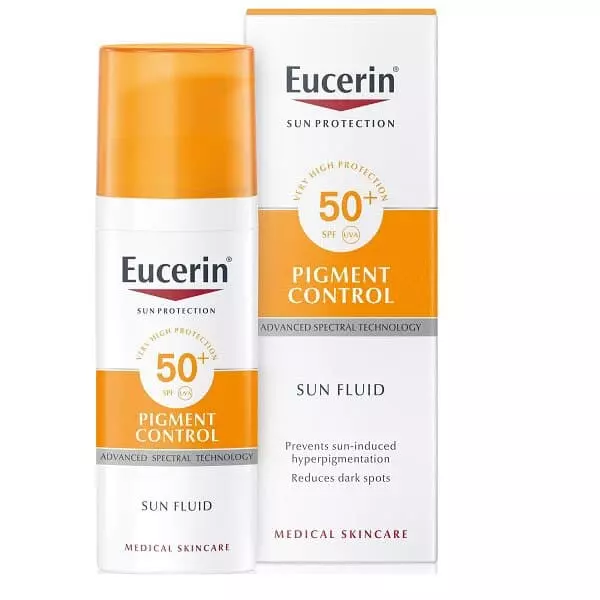 Eucerin®
SUN PROTECTION
VERY HIGH PROTECTION
50+
SPF UVA
PIGMENT
CONTROL
ADVANCED SPECTRAL TECHNOLOGY
SUN FLUID
MEDICAL SKINCARE
Eucerin®
SUN PROTECTION
VERY HIGH PROTECTION
50+
SPF UVA
PIGMENT
CONTROL
ADVANCED SPECTRAL TECHNOLOGY
SUN FLUID
Prevents sun-induced
hyperpigmentation
Reduces dark spots
MEDICAL SKINCARE